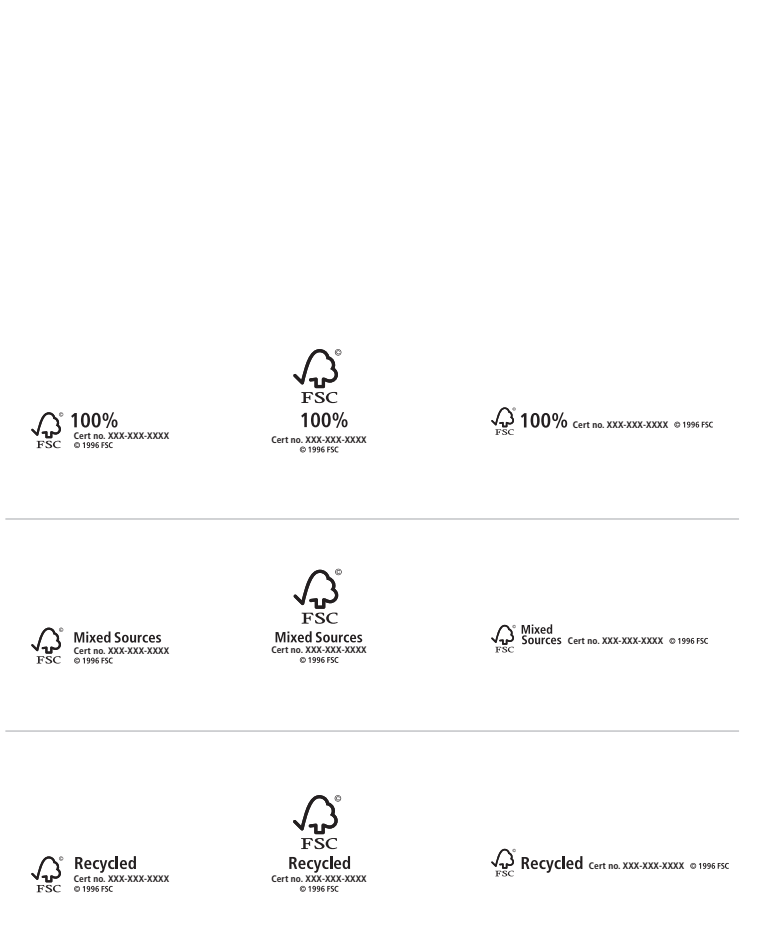 ©
FSC
100%
Cert no. XXX-XXX-XXXX
© 1996 FSC
©
FSC
100%
Cert no. XXX-XXX-XXXX
© 1996 FSC
©
FSC
100% Cert no. XXX-XXX-XXXX © 1996 FSC
©
FSC
Mixed Sources
Cert no. XXX-XXX-XXXX
© 1996 FSC
©
FSC
Mixed Sources
Cert no. XXX-XXX-XXXX
© 1996 FSC
©
FSC
Mixed
Sources Cert no. XXX-XXX-XXXX © 1996 FSC
©
FSC
Recycled
Cert no. XXX-XXX-XXXX
© 1996 FSC
©
FSC
Recycled
Cert no. XXX-XXX-XXXX
© 1996 FSC
©
FSC
Recycled Cert no. XXX-XXX-XXXX © 1996 FSC